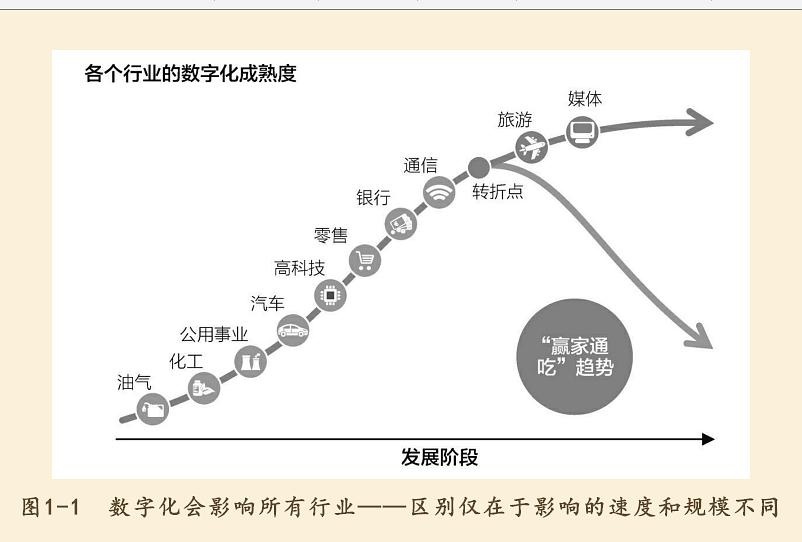 各个行业的数字化成熟度
媒体
旅游
通信
转折点
银行
零售
高科技
汽车
公用事业
化工
油气
“赢家通
吃”趋势
发展阶段
图1-1 数字化会影响所有行业——区别仅在于影响的速度和规模不同